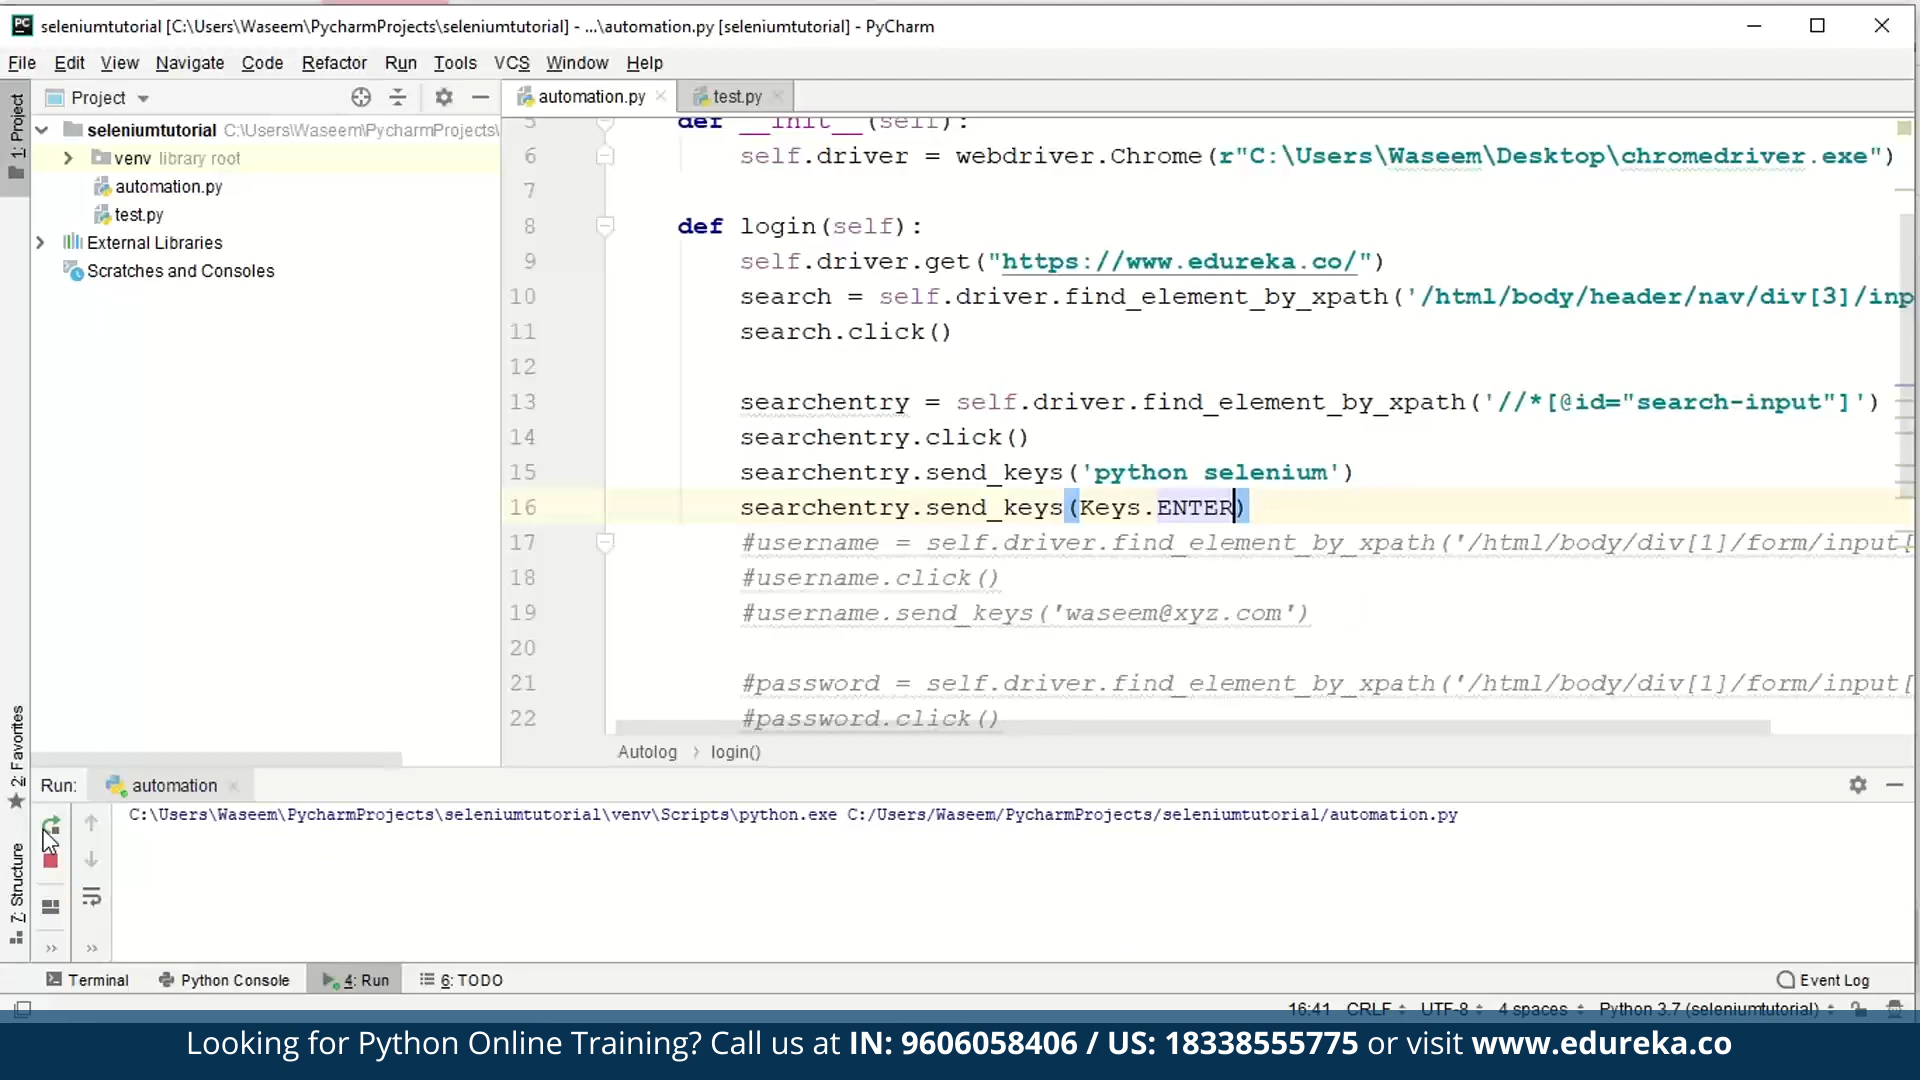 seleniumtutorial [C:\Users\Waseem\PycharmProjects\seleniumtutorial] - ...\automation.py [seleniumtutorial] - PyCharm
File Edit View Navigate Code Refactor Run Tools VCS Window Help
1: Project
Project
automation.py
test.py
seleniumtutorial C:\Users\Waseem\PycharmProjects\
venv library root
automation.py
test.py
External Libraries
Scratches and Consoles
5 def __init__(self):
6 self.driver = webdriver.Chrome(r"C:\Users\Waseem\Desktop\chromedriver.exe")
7
8 def login(self):
9 self.driver.get("https://www.edureka.co/")
10 search = self.driver.find_element_by_xpath('/html/body/header/nav/div[3]/inp
11 search.click()
12
13 searchentry = self.driver.find_element_by_xpath('//*[@id="search-input"]')
14 searchentry.click()
15 searchentry.send_keys('python selenium')
16 searchentry.send_keys(Keys.ENTER)
17 #username = self.driver.find_element_by_xpath('/html/body/div[1]/form/input[
18 #username.click()
19 #username.send_keys('waseem@xyz.com')
20
21 #password = self.driver.find_element_by_xpath('/html/body/div[1]/form/input[
22 #password.click()
Autolog › login()
2: Favorites
7: Structure
Run: automation
C:\Users\Waseem\PycharmProjects\seleniumtutorial\venv\Scripts\python.exe C:/Users/Waseem/PycharmProjects/seleniumtutorial/automation.py
Terminal Python Console 4: Run 6: TODO Event Log
16:41 CRLF UTF-8 4 spaces Python 3.7 (seleniumtutorial)
Looking for Python Online Training? Call us at IN: 9606058406 / US: 18338555775 or visit www.edureka.co